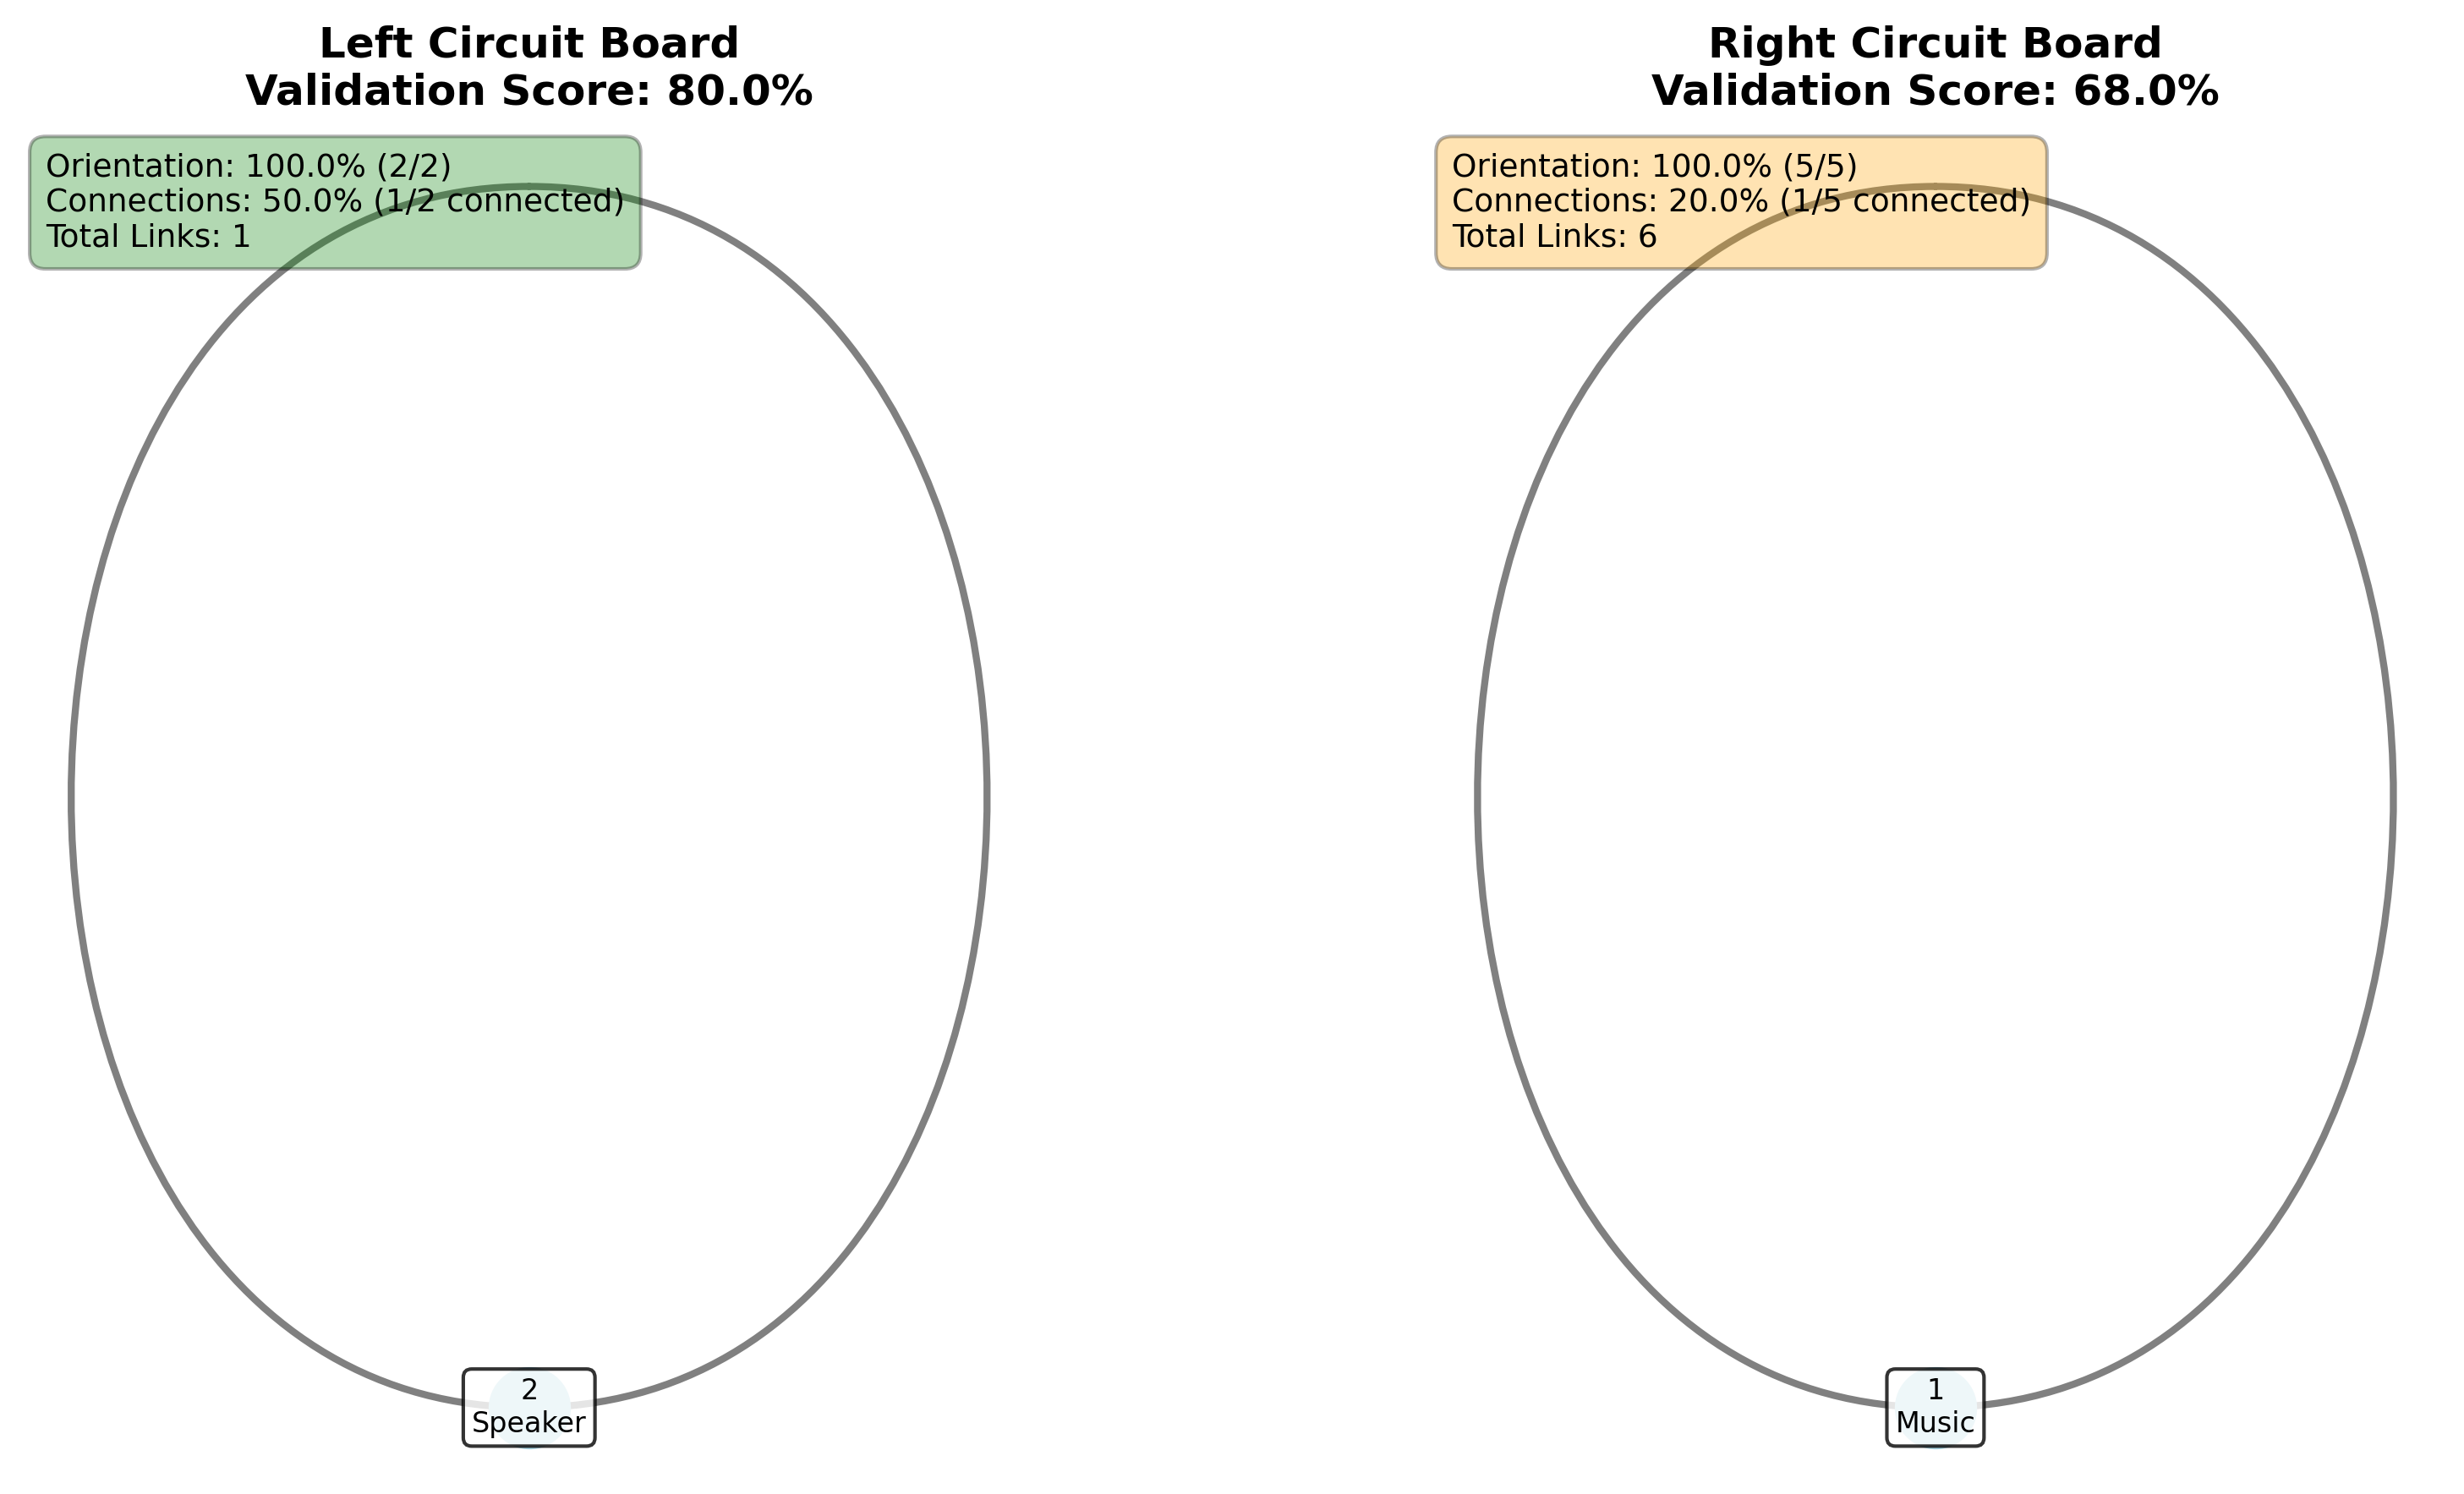 Left Circuit Board
Validation Score: 80.0%
Orientation: 100.0% (2/2)
Connections: 50.0% (1/2 connected)
Total Links: 1
2
Speaker
Right Circuit Board
Validation Score: 68.0%
Orientation: 100.0% (5/5)
Connections: 20.0% (1/5 connected)
Total Links: 6
1
Music